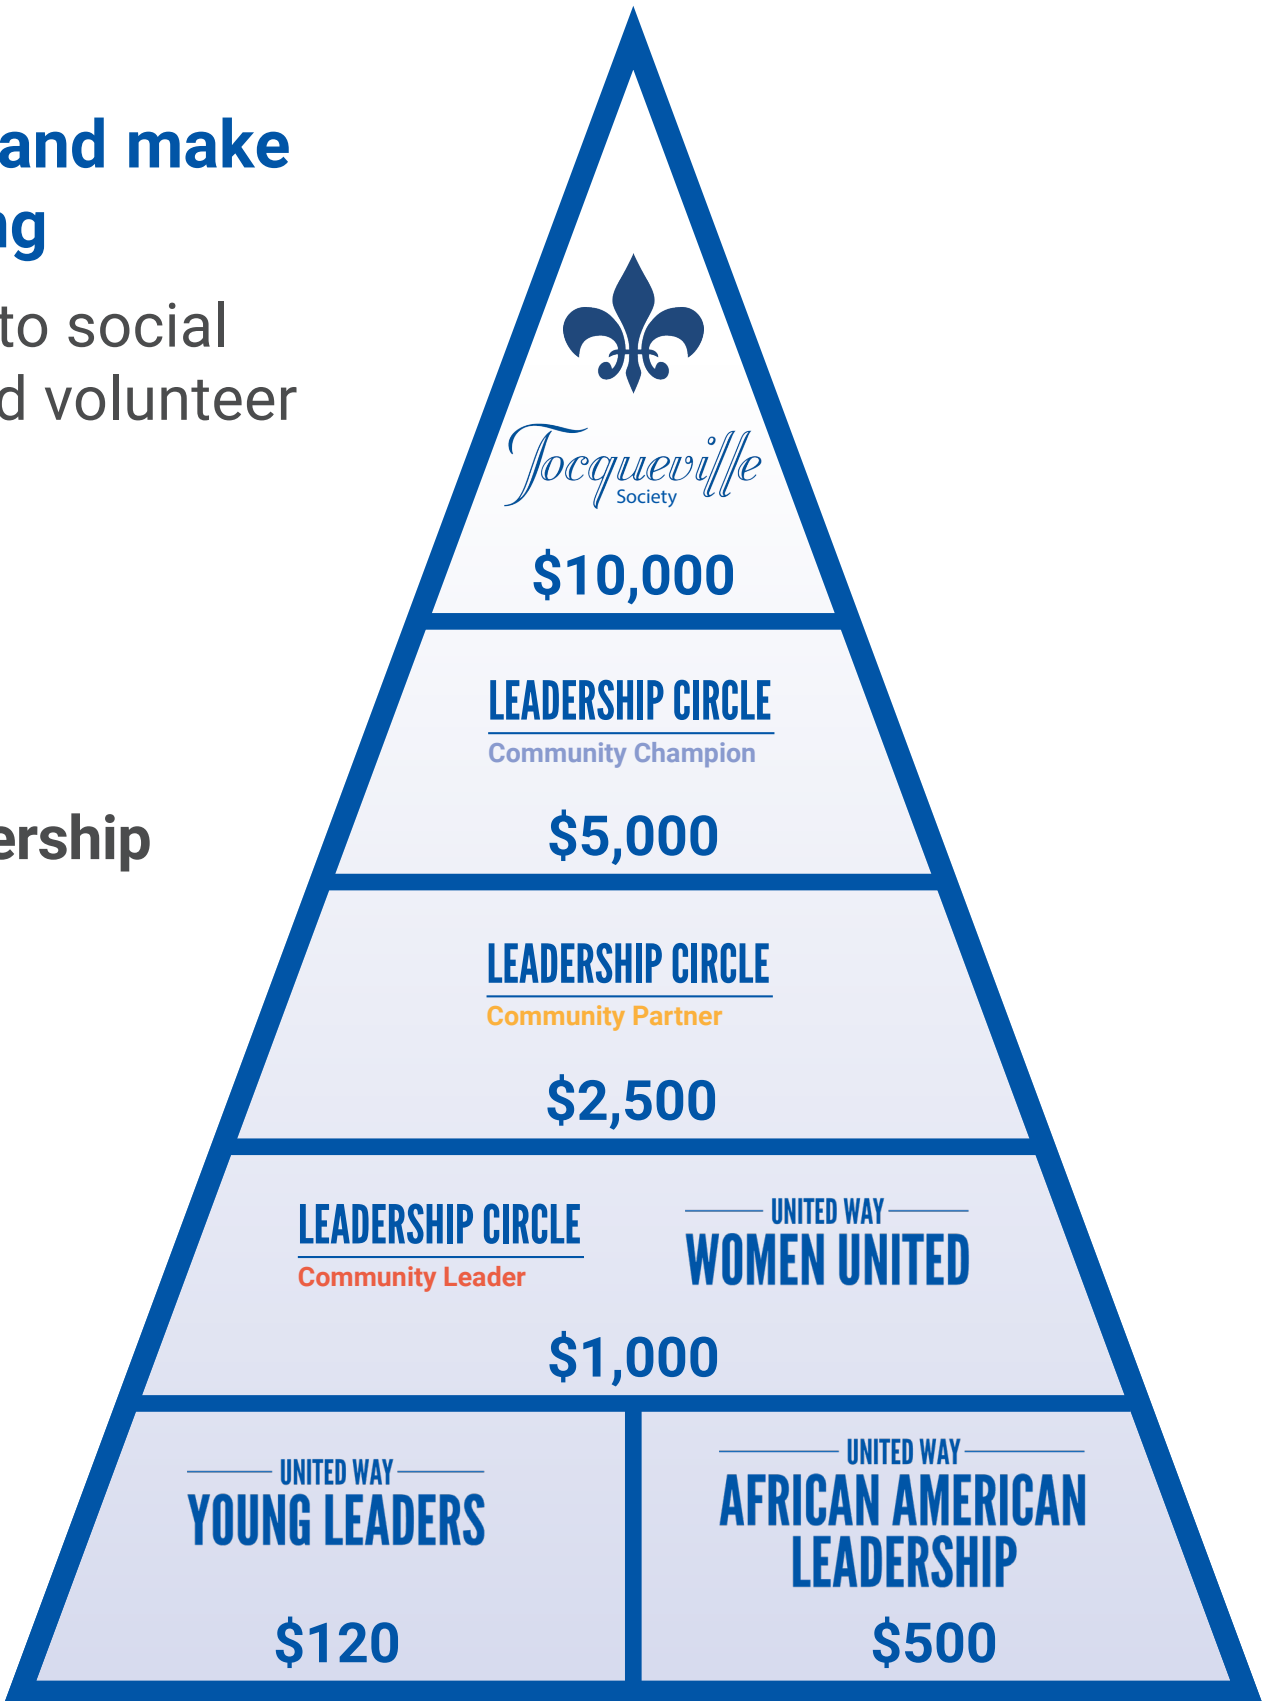 and make
ng
to social
d volunteer
ership
Tocqueville
Society
$10,000
LEADERSHIP CIRCLE
Community Champion
$5,000
LEADERSHIP CIRCLE
Community Partner
$2,500
LEADERSHIP CIRCLE
Community Leader
UNITED WAY
WOMEN UNITED
$1,000
UNITED WAY
YOUNG LEADERS
$120
UNITED WAY
AFRICAN AMERICAN
LEADERSHIP
$500